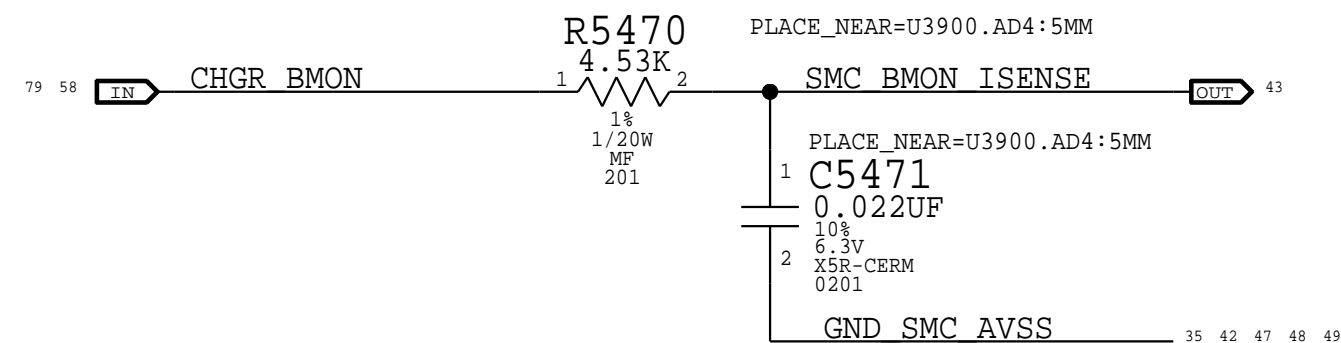 R5470
4.53K
PLACE_NEAR=U3900.AD4:5MM
79 58 IN CHGR_BMON 1 2 SMC_BMON_ISENSE OUT 43
1%
1/20W
MF
201
PLACE_NEAR=U3900.AD4:5MM
1 C5471
0.022UF
10%
6.3V
2 X5R-CERM
0201
GND_SMC_AVSS 35 42 47 48 49